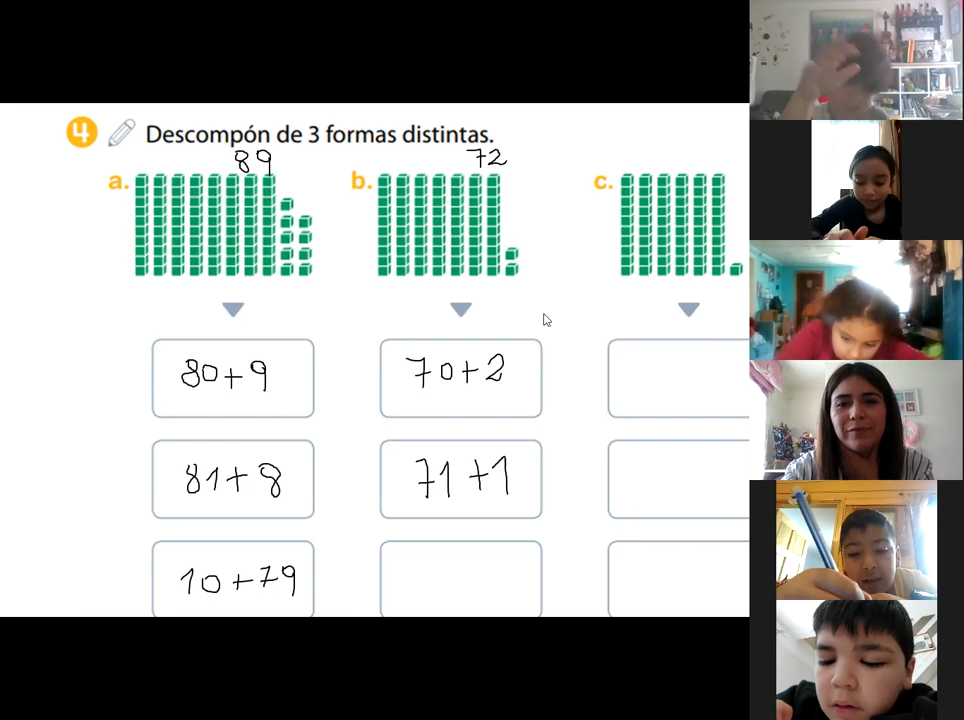 4 Descompón de 3 formas distintas.
89 72
a. b. c.
80+9 70+2
81+8 71+1
10+79